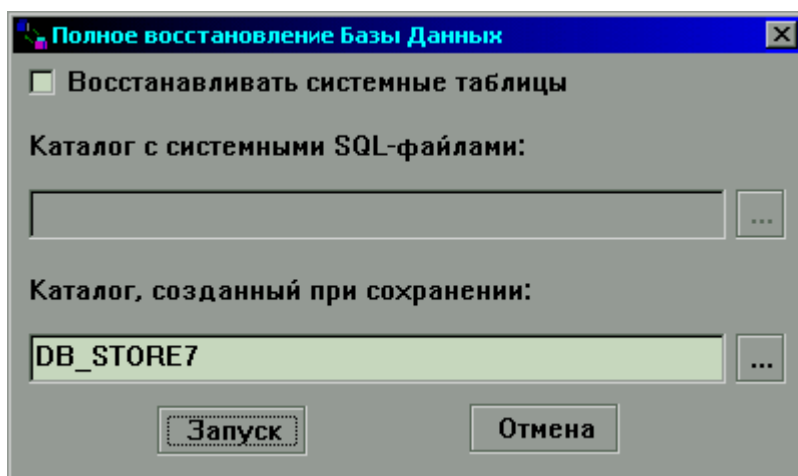 Полное восстановление Базы Данных
Восстанавливать системные таблицы
Каталог с системными SQL-файлами:
...
Каталог, созданный при сохранении:
DB_STORE7 ...
Запуск Отмена